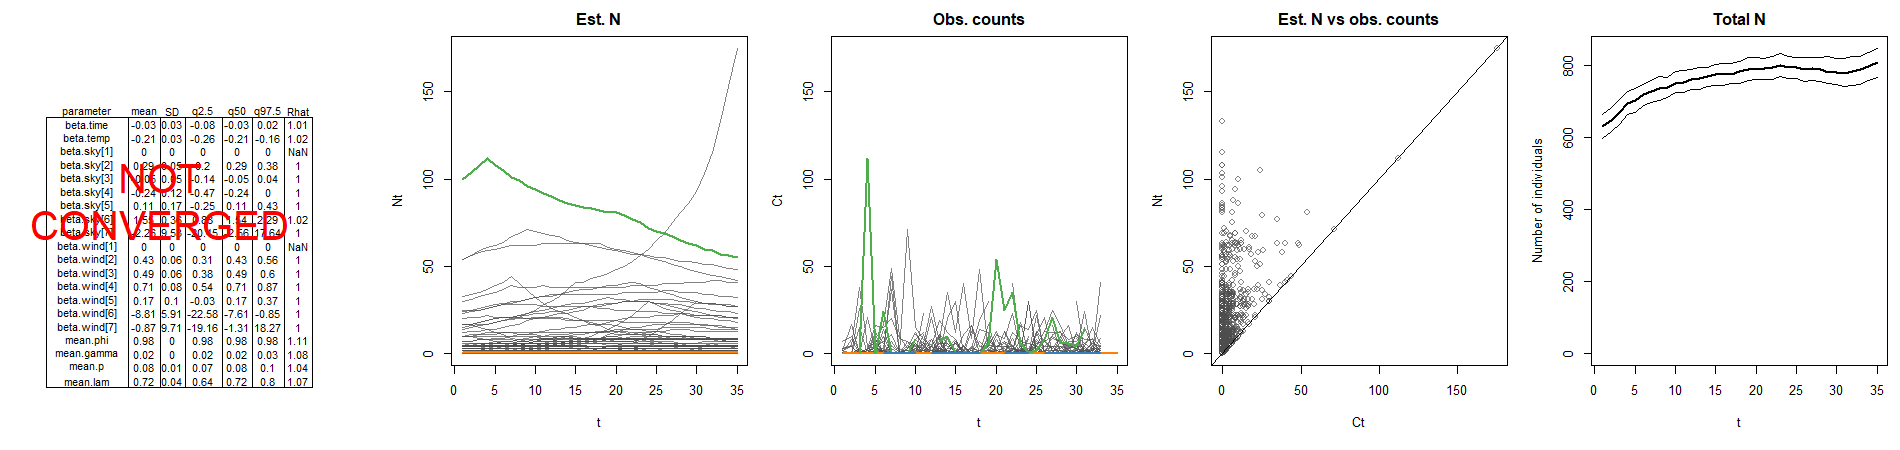 parameter mean SD q2.5 q50 q97.5 Rhat
beta.time -0.03 0.03 -0.08 -0.03 0.02 1.01
beta.temp -0.21 0.03 -0.26 -0.21 -0.16 1.02
beta.sky[1] 0 0 0 0 0 NaN
beta.sky[2] 0.29 0.05 0.2 0.29 0.38 1
beta.sky[3] 0.05 -0.14 -0.05 0.04 1
beta.sky[4] -0.24 0.12 -0.47 -0.24 0 1
beta.sky[5] 0.11 0.17 -0.25 0.11 0.43 1
beta.sky[6] 2.29 1.02
17.64 1
NOT
CONVERGED
beta.wind[1] 0 0 0 0 0 NaN
beta.wind[2] 0.43 0.06 0.31 0.43 0.56 1
beta.wind[3] 0.49 0.06 0.38 0.49 0.6 1
beta.wind[4] 0.71 0.08 0.54 0.71 0.87 1
beta.wind[5] 0.17 0.1 -0.03 0.17 0.37 1
beta.wind[6] -8.81 5.91 -22.58 -7.61 -0.85 1
beta.wind[7] -0.87 9.71 -19.16 -1.31 18.27 1
mean.phi 0.98 0 0.98 0.98 0.98 1.11
mean.gamma 0.02 0 0.02 0.02 0.03 1.08
mean.p 0.08 0.01 0.07 0.08 0.1 1.04
mean.lam 0.72 0.04 0.64 0.72 0.8 1.07
Est. N
Nt
0 50 100 150
0 5 10 15 20 25 30 35
t
Obs. counts
Ct
0 50 100 150
0 5 10 15 20 25 30 35
t
Est. N vs obs. counts
Nt
0 50 100 150
0 50 100 150
Ct
Total N
Number of individuals
0 200 400 600 800
0 5 10 15 20 25 30 35
t